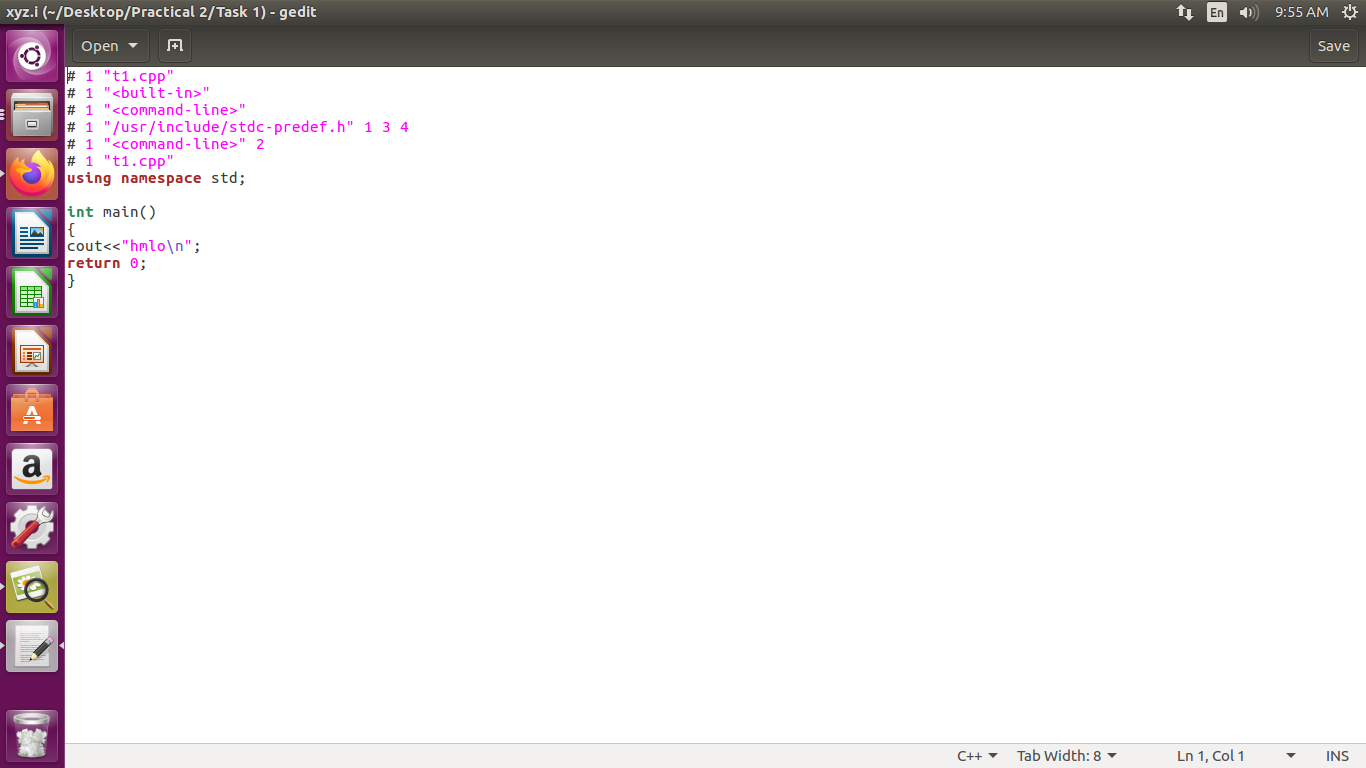 xyz.i (~/Desktop/Practical 2/Task 1) - gedit
En
9:55 AM
Open
Save
# 1 "t1.cpp"
# 1 "<built-in>"
# 1 "<command-line>"
# 1 "/usr/include/stdc-predef.h" 1 3 4
# 1 "<command-line>" 2
# 1 "t1.cpp"
using namespace std;

int main()
{
cout<<"hmlo\n";
return 0;
}
C++
Tab Width: 8
Ln 1, Col 1
INS